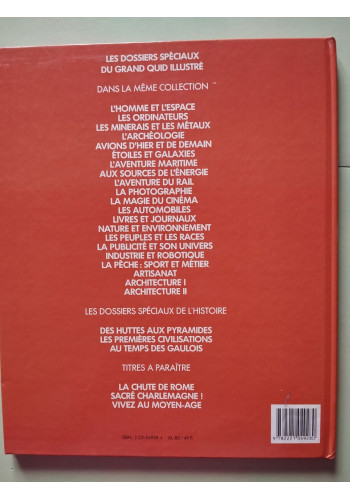 LES DOSSIERS SPÉCIAUX
DU GRAND QUID ILLUSTRÉ
DANS LA MÊME COLLECTION
L'HOMME ET L'ESPACE
LES ORDINATEURS
LES MINERAIS ET LES MÉTAUX
L'ARCHÉOLOGIE
AVIONS D'HIER ET DE DEMAIN
ÉTOILES ET GALAXIES
L'AVENTURE MARITIME
AUX SOURCES DE L'ÉNERGIE
L'AVENTURE DU RAIL
LA PHOTOGRAPHIE
LA MAGIE DU CINÉMA
LES AUTOMOBILES
LIVRES ET JOURNAUX
NATURE ET ENVIRONNEMENT
LES PEUPLES ET LES RACES
LA PUBLICITÉ ET SON UNIVERS
INDUSTRIE ET ROBOTIQUE
LA PÊCHE : SPORT ET MÉTIER
ARTISANAT
ARCHITECTURE I
ARCHITECTURE II
LES DOSSIERS SPÉCIAUX DE L'HISTOIRE
DES HUTTES AUX PYRAMIDES
LES PREMIÈRES CIVILISATIONS
AU TEMPS DES GAULOIS
TITRES A PARAÎTRE
LA CHUTE DE ROME
SACRÉ CHARLEMAGNE !
VIVEZ AU MOYEN-AGE